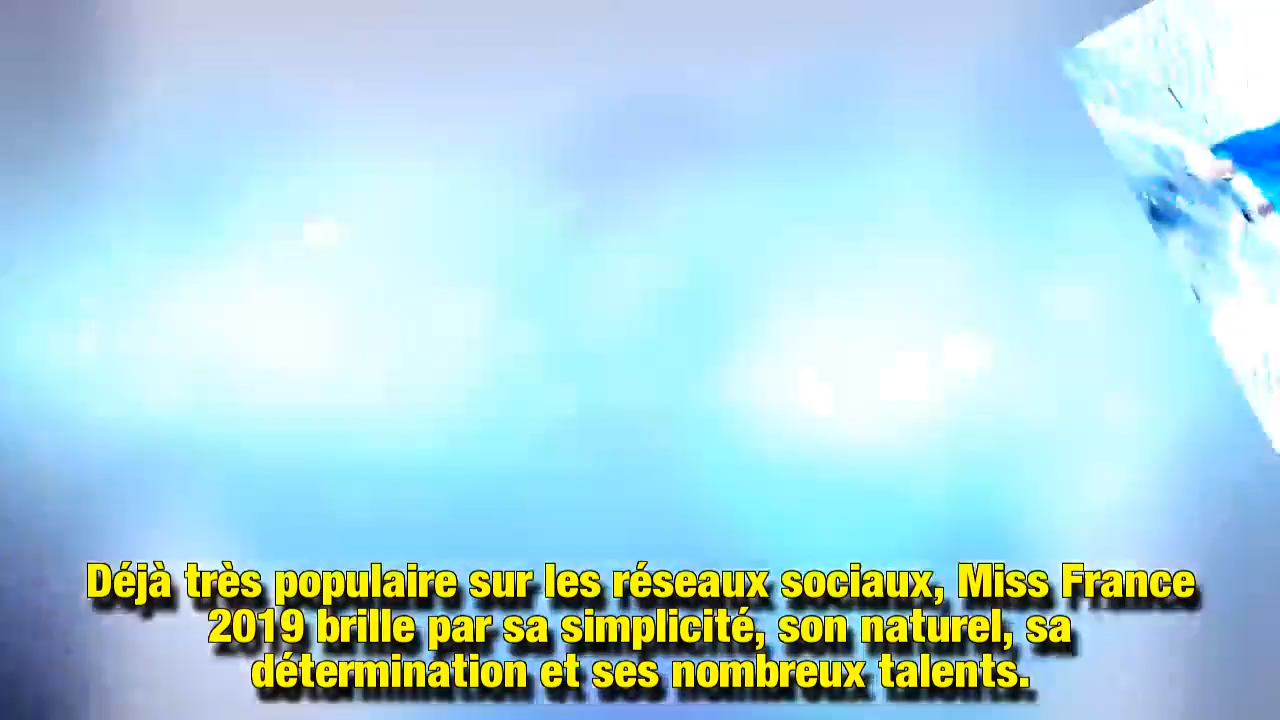 Déjà très populaire sur les réseaux sociaux, Miss France
2019 brille par sa simplicité, son naturel, sa
détermination et ses nombreux talents.